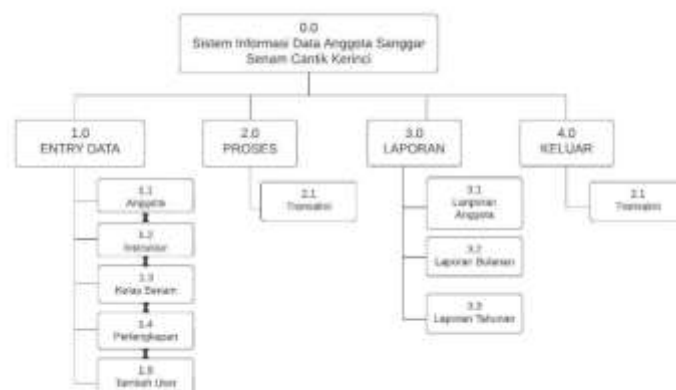 0.0
Sistem Informasi Data Anggota Sanggar
Senam Cantik Kerinci
1.0
ENTRY DATA
2.0
PROSES
3.0
LAPORAN
4.0
KELUAR
1.1
Anggota
1.2
Instruktur
1.3
Kelas Senam
1.4
Perlengkapan
1.5
Tambah User
2.1
Transaksi
3.1
Lanporan
Anggota
3.2
Laporan Bulanan
3.3
Laporan Tahunan
2.1
Transaksi